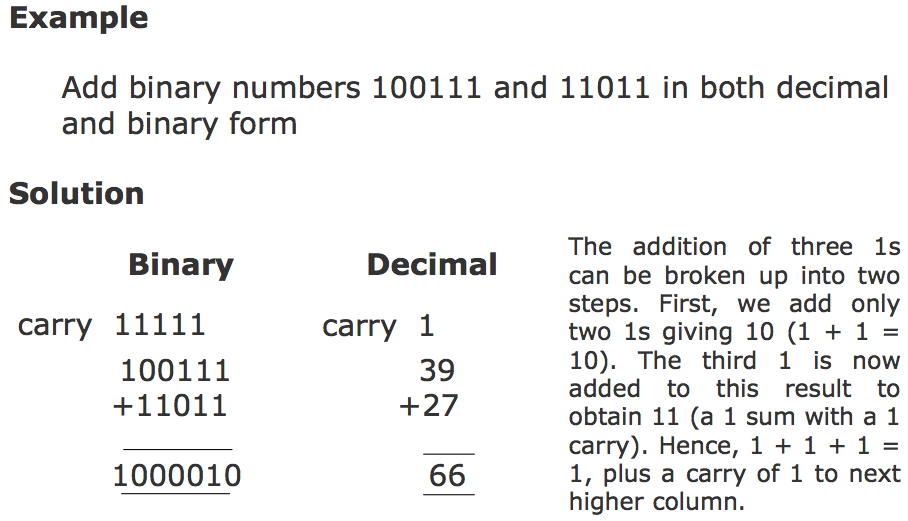 Example
Add binary numbers 100111 and 11011 in both decimal
and binary form
Solution
Binary
carry 11111
100111
+11011
1000010
Decimal
carry 1
39
+27
66
The addition of three 1s
can be broken up into two
steps. First, we add only
two 1s giving 10 (1 + 1 =
10). The third 1 is now
added to this result to
obtain 11 (a 1 sum with a 1
carry). Hence, 1 + 1 + 1 =
1, plus a carry of 1 to next
higher column.